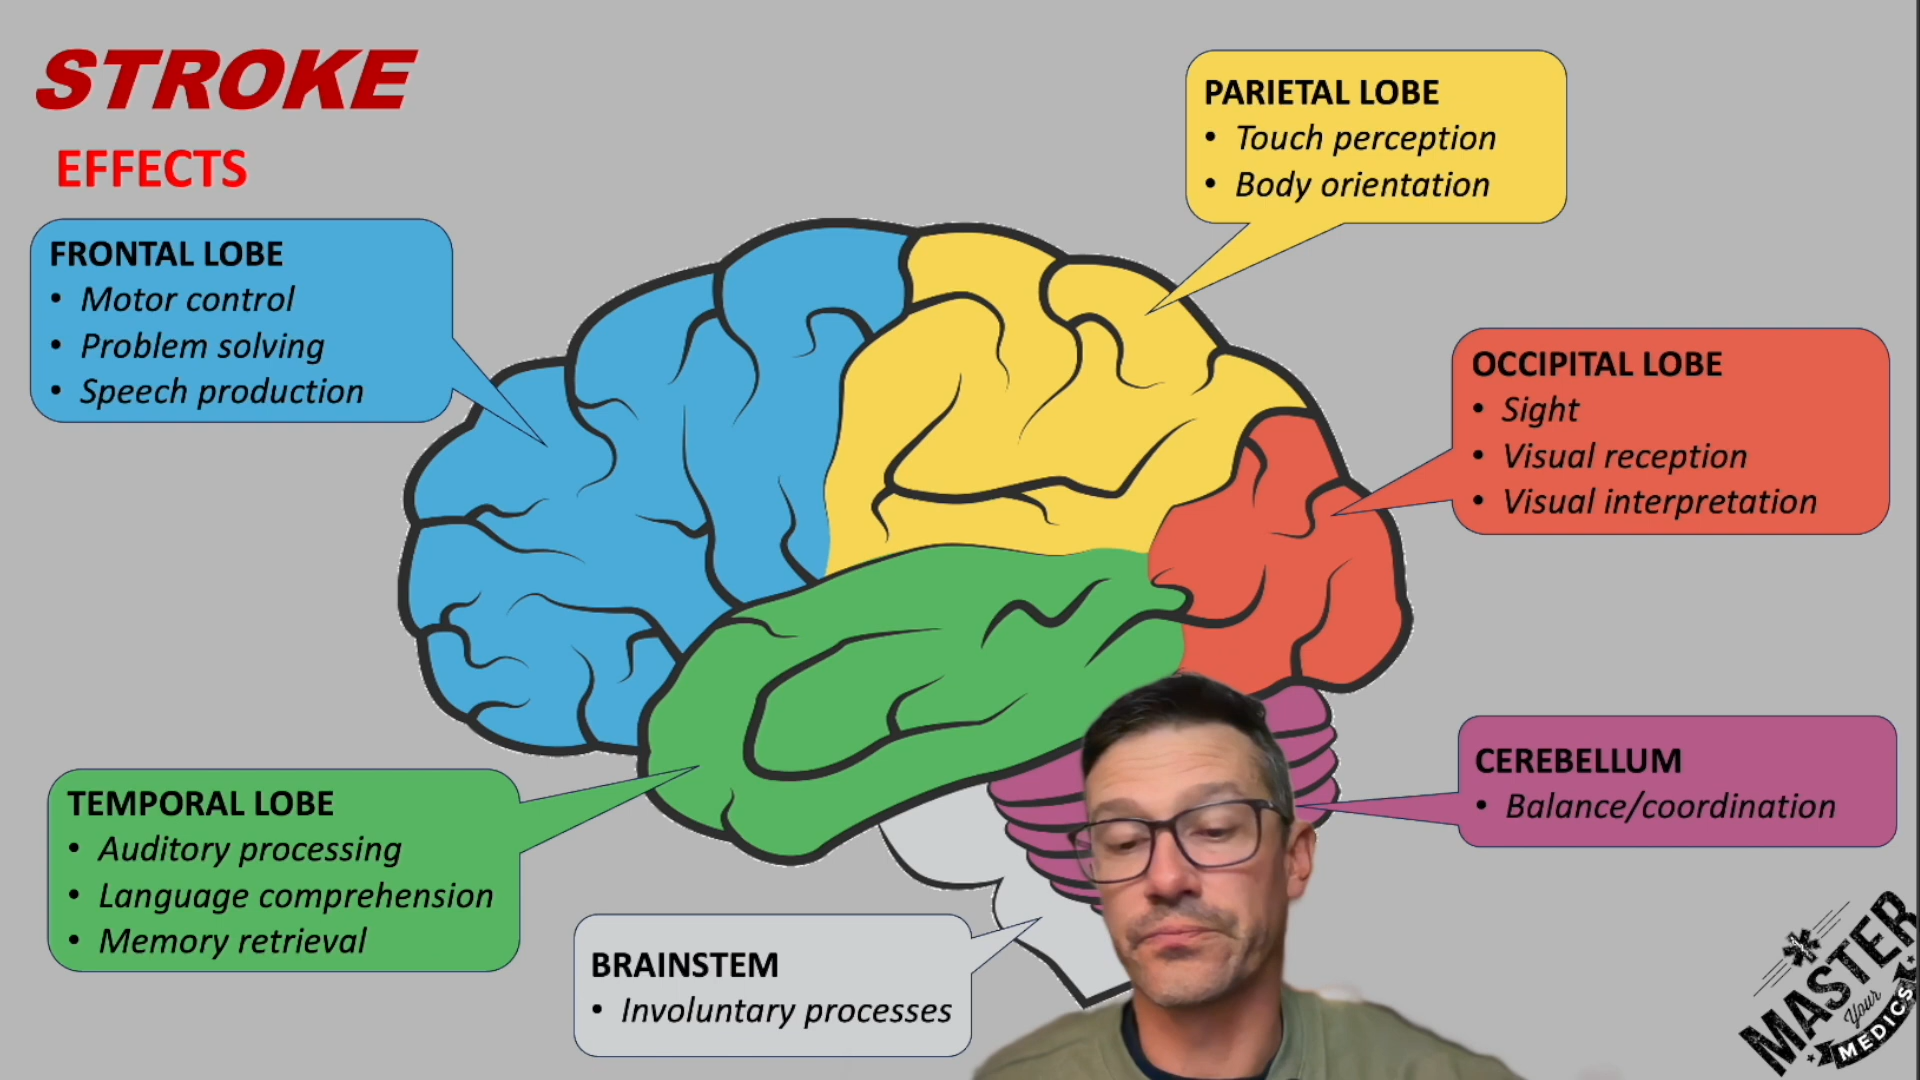 STROKE
EFFECTS
PARIETAL LOBE
• Touch perception
• Body orientation
FRONTAL LOBE
• Motor control
• Problem solving
• Speech production
OCCIPITAL LOBE
• Sight
• Visual reception
• Visual interpretation
CEREBELLUM
• Balance/coordination
TEMPORAL LOBE
• Auditory processing
• Language comprehension
• Memory retrieval
BRAINSTEM
• Involuntary processes
MASTER
Your
MEDICS